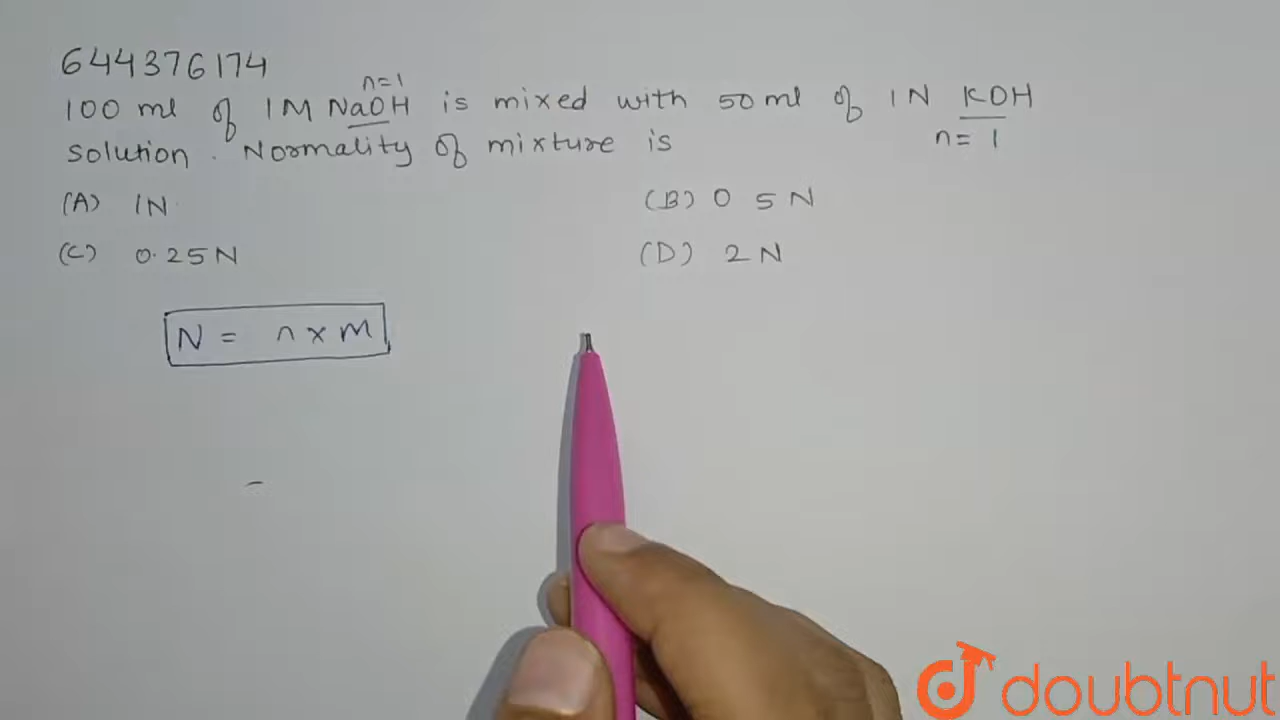 644376174
n=1
100 ml of 1M NaOH is mixed with 50 ml of 1N KOH
n= 1
solution. Normality of mixture is
(A) 1N (B) 0 5 N
(C) 0.25N (D) 2 N
N = n x M
doubtnut